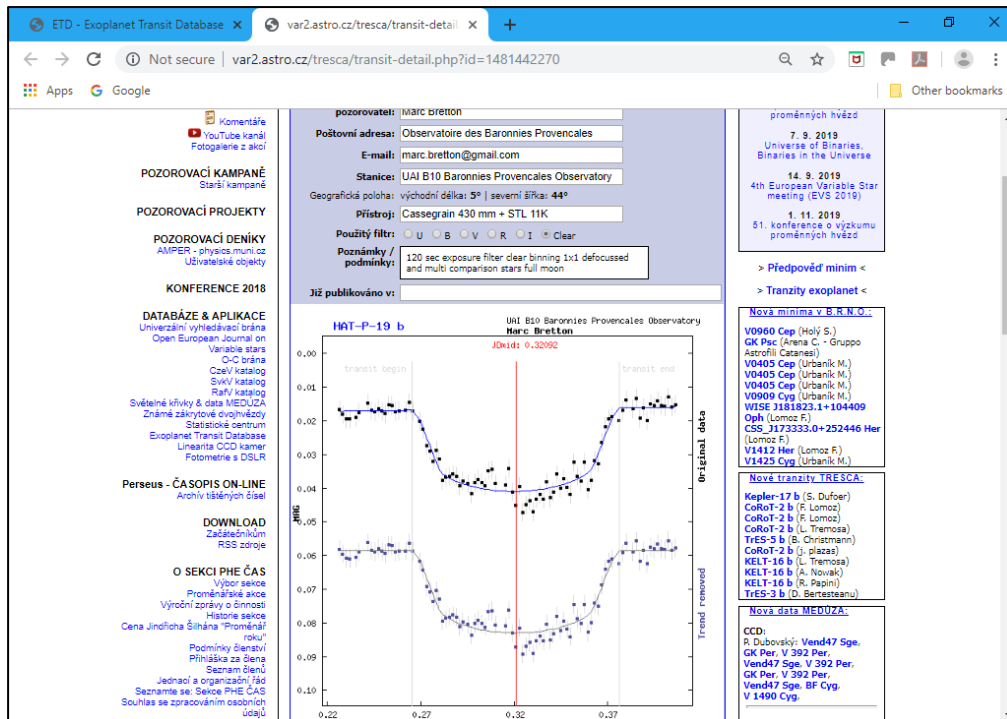 ETD - Exoplanet Transit Database
var2.astro.cz/tresca/transit-detail
Not secure | var2.astro.cz/tresca/transit-detail.php?id=1481442270
Apps
Google
Other bookmarks
Komentáře
YouTube kanál
Fotogalerie z akcí
POZOROVACÍ KAMPANĚ
Starší kampaně
POZOROVACÍ PROJEKTY
POZOROVACÍ DENÍKY
AMPER - physics.muni.cz
Uživatelské objekty
KONFERENCE 2018
DATABÁZE & APLIKACE
Univerzální vyhledávací brána
Open European Journal on
Variable stars
O-C brána
CzeV katalog
SvkV katalog
RafV katalog
Světelné křivky & data MEDÚZA
Známé zákrytové dvojhvězdy
Statistické centrum
Exoplanet Transit Database
Linearita CCD kamer
Fotometrie s DSLR
Perseus - ČASOPIS ON-LINE
Archív tištěných čísel
DOWNLOAD
Začátečníkům
RSS zdroje
O SEKCI PHE ČAS
Výbor sekce
Proměnářské akce
Výroční zprávy o činnosti
Historie sekce
Cena Jindřicha Šilhána "Proměnář
roku"
Podmínky členství
Přihláška za člena
Seznam členů
Jednací a organizační řád
Seznamte se: Sekce PHE ČAS
Souhlas se zpracováním osobních
údajů
pozorovatel: Marc Bretton
Poštovní adresa: Observatoire des Baronnies Provencales
E-mail: marc.bretton@gmail.com
Stanice: UAI B10 Baronnies Provencales Observatory
Geografická poloha: východní délka: 5° | severní šířka: 44°
Přístroj: Cassegrain 430 mm + STL 11K
Použitý filtr: U B V R I Clear
Poznámky /
podmínky:
120 sec exposure filter clear binning 1x1 defocussed
and multi comparison stars full moon
Již publikováno v:
HAT-P-19 b
UAI B10 Baronnies Provencales Observatory
Marc Bretton
JDmid: 0.32092
transit begin
transit end
0.00
0.01
0.02
0.03
0.04
0.05
0.06
0.07
0.08
0.09
0.10
MAG
Original data
Trend removed
0.22
0.27
0.32
0.37
proměnných hvězd
7. 9. 2019
Universe of Binaries,
Binaries in the Universe
14. 9. 2019
4th European Variable Star
meeting (EVS 2019)
1. 11. 2019
51. konference o výzkumu
proměnných hvězd
> Předpověď minim <
> Tranzity exoplanet <
Nová minima v B.R.N.O.:
V0960 Cep (Holý S.)
GK Psc (Arena C. - Gruppo
Astrofili Catanesi)
V0405 Cep (Urbaník M.)
V0405 Cep (Urbaník M.)
V0405 Cep (Urbaník M.)
V0909 Cyg (Urbaník M.)
WISE J181823.1+104409
Oph (Lomoz F.)
CSS_J173333.0+252446 Her
(Lomoz F.)
V1412 Her (Lomoz F.)
V1425 Cyg (Urbaník M.)
Nové tranzity TRESCA:
Kepler-17 b (S. Dufoer)
CoRoT-2 b (F. Lomoz)
CoRoT-2 b (F. Lomoz)
CoRoT-2 b (L. Tremosa)
TrES-5 b (B. Christmann)
CoRoT-2 b (j. plazas)
KELT-16 b (L. Tremosa)
KELT-16 b (A. Nowak)
KELT-16 b (R. Papini)
TrES-3 b (D. Bertesteanu)
Nová data MEDÚZA:
CCD:
P. Dubovský: Vend47 Sge,
GK Per, V 392 Per,
Vend47 Sge, V 392 Per,
GK Per, V 392 Per,
Vend47 Sge, BF Cyg,
V 1490 Cyg,